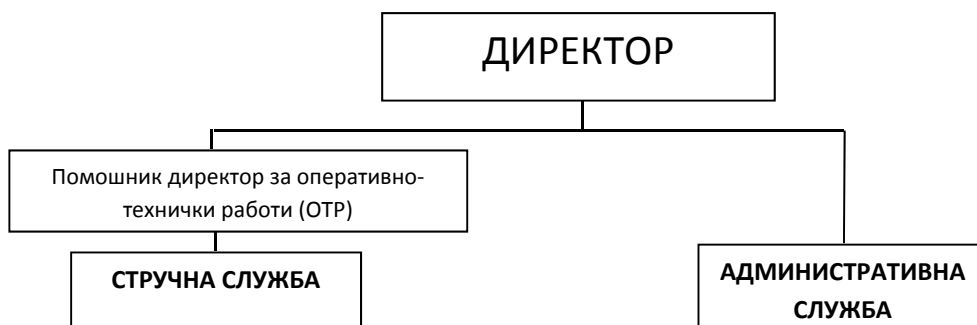 ДИРЕКТОР
Помошник директор за оперативно-
технички работи (ОТР)
СТРУЧНА СЛУЖБА
АДМИНИСТРАТИВНА
СЛУЖБА